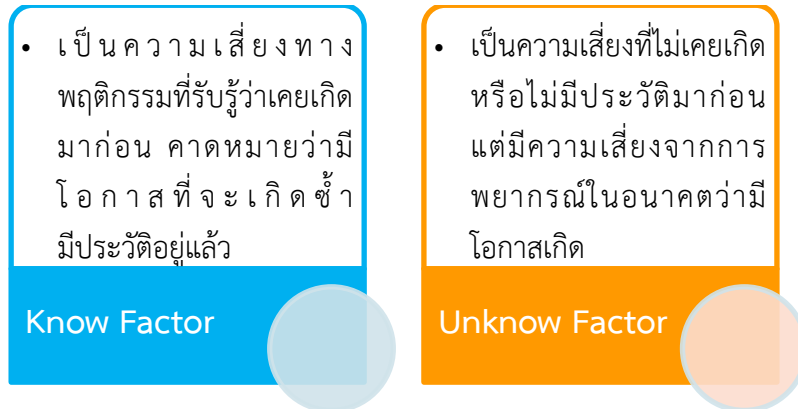 • เป็นความเสี่ยงทาง
พฤติกรรมที่รับรู้ว่าเคยเกิด
มาก่อน คาดหมายว่ามี
โอกาสที่จะเกิดซ้ำ
มีประวัติอยู่แล้ว
Know Factor
• เป็นความเสี่ยงที่ไม่เคยเกิด
หรือไม่มีประวัติมาก่อน
แต่มีความเสี่ยงจากการ
พยากรณ์ในอนาคตว่ามี
โอกาสเกิด
Unknow Factor